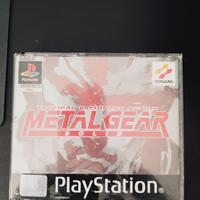 KONAMI
TACTICAL ESPIONAGE ACTION
METAL GEAR
SOLID
PlayStation